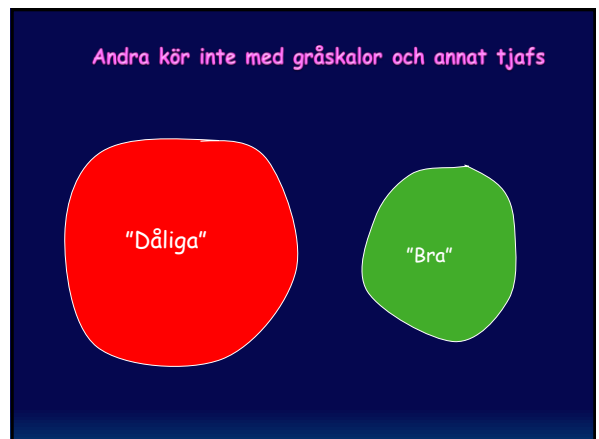 Andra kör inte med gråskalor och annat tjafs
”Dåliga”
”Bra”